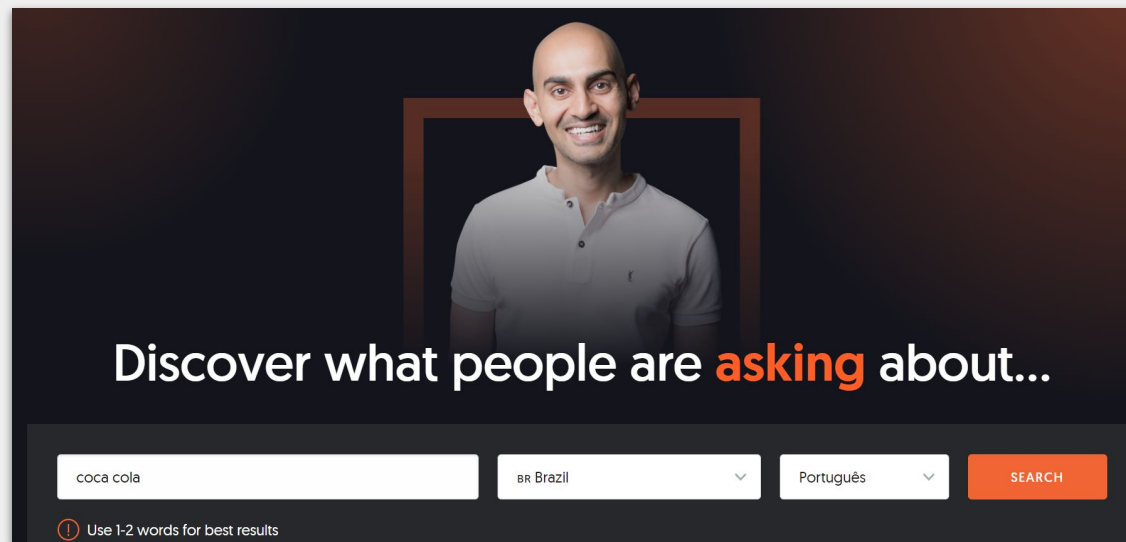 Discover what people are asking about...
coca cola
BR Brazil
Português
SEARCH
! Use 1-2 words for best results